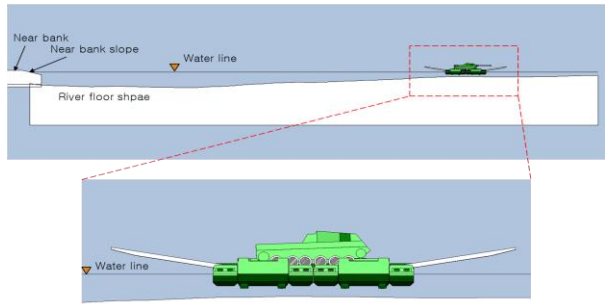 Near bank
Near bank slope
Water line
River floor shpae
Water line